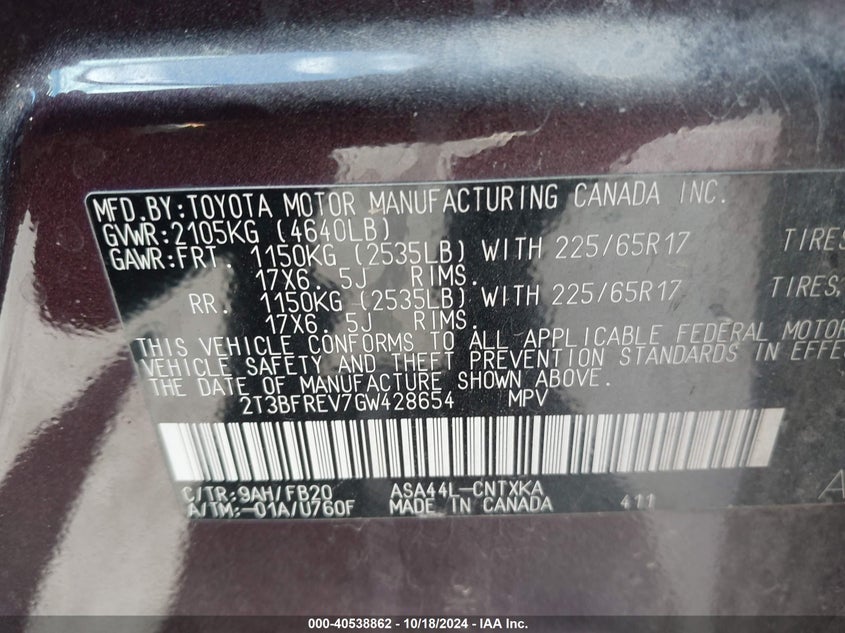 MFD.BY:TOYOTA MOTOR MANUFACTURING CANADA INC.
GVWR:2105KG (4640LB)
GAWR:FRT. 1150KG (2535LB) WITH 225/65R17 TIRES
17X6. 5J RIMS.
RR. 1150KG (2535LB) WITH 225/65R17 TIRES,
17X6. 5J RIMS.
THIS VEHICLE CONFORMS TO ALL APPLICABLE FEDERAL MOTOR
VEHICLE SAFETY AND THEFT PREVENTION STANDARDS IN EFFE
THE DATE OF MANUFACTURE SHOWN ABOVE.
2T3BFREV7GW428654 MPV
C/TR:9AH/FB20 ASA44L-CNTXKA A
A/TM:-01A/U760F MADE IN CANADA 411
000-40538862 - 10/18/2024 - IAA Inc.